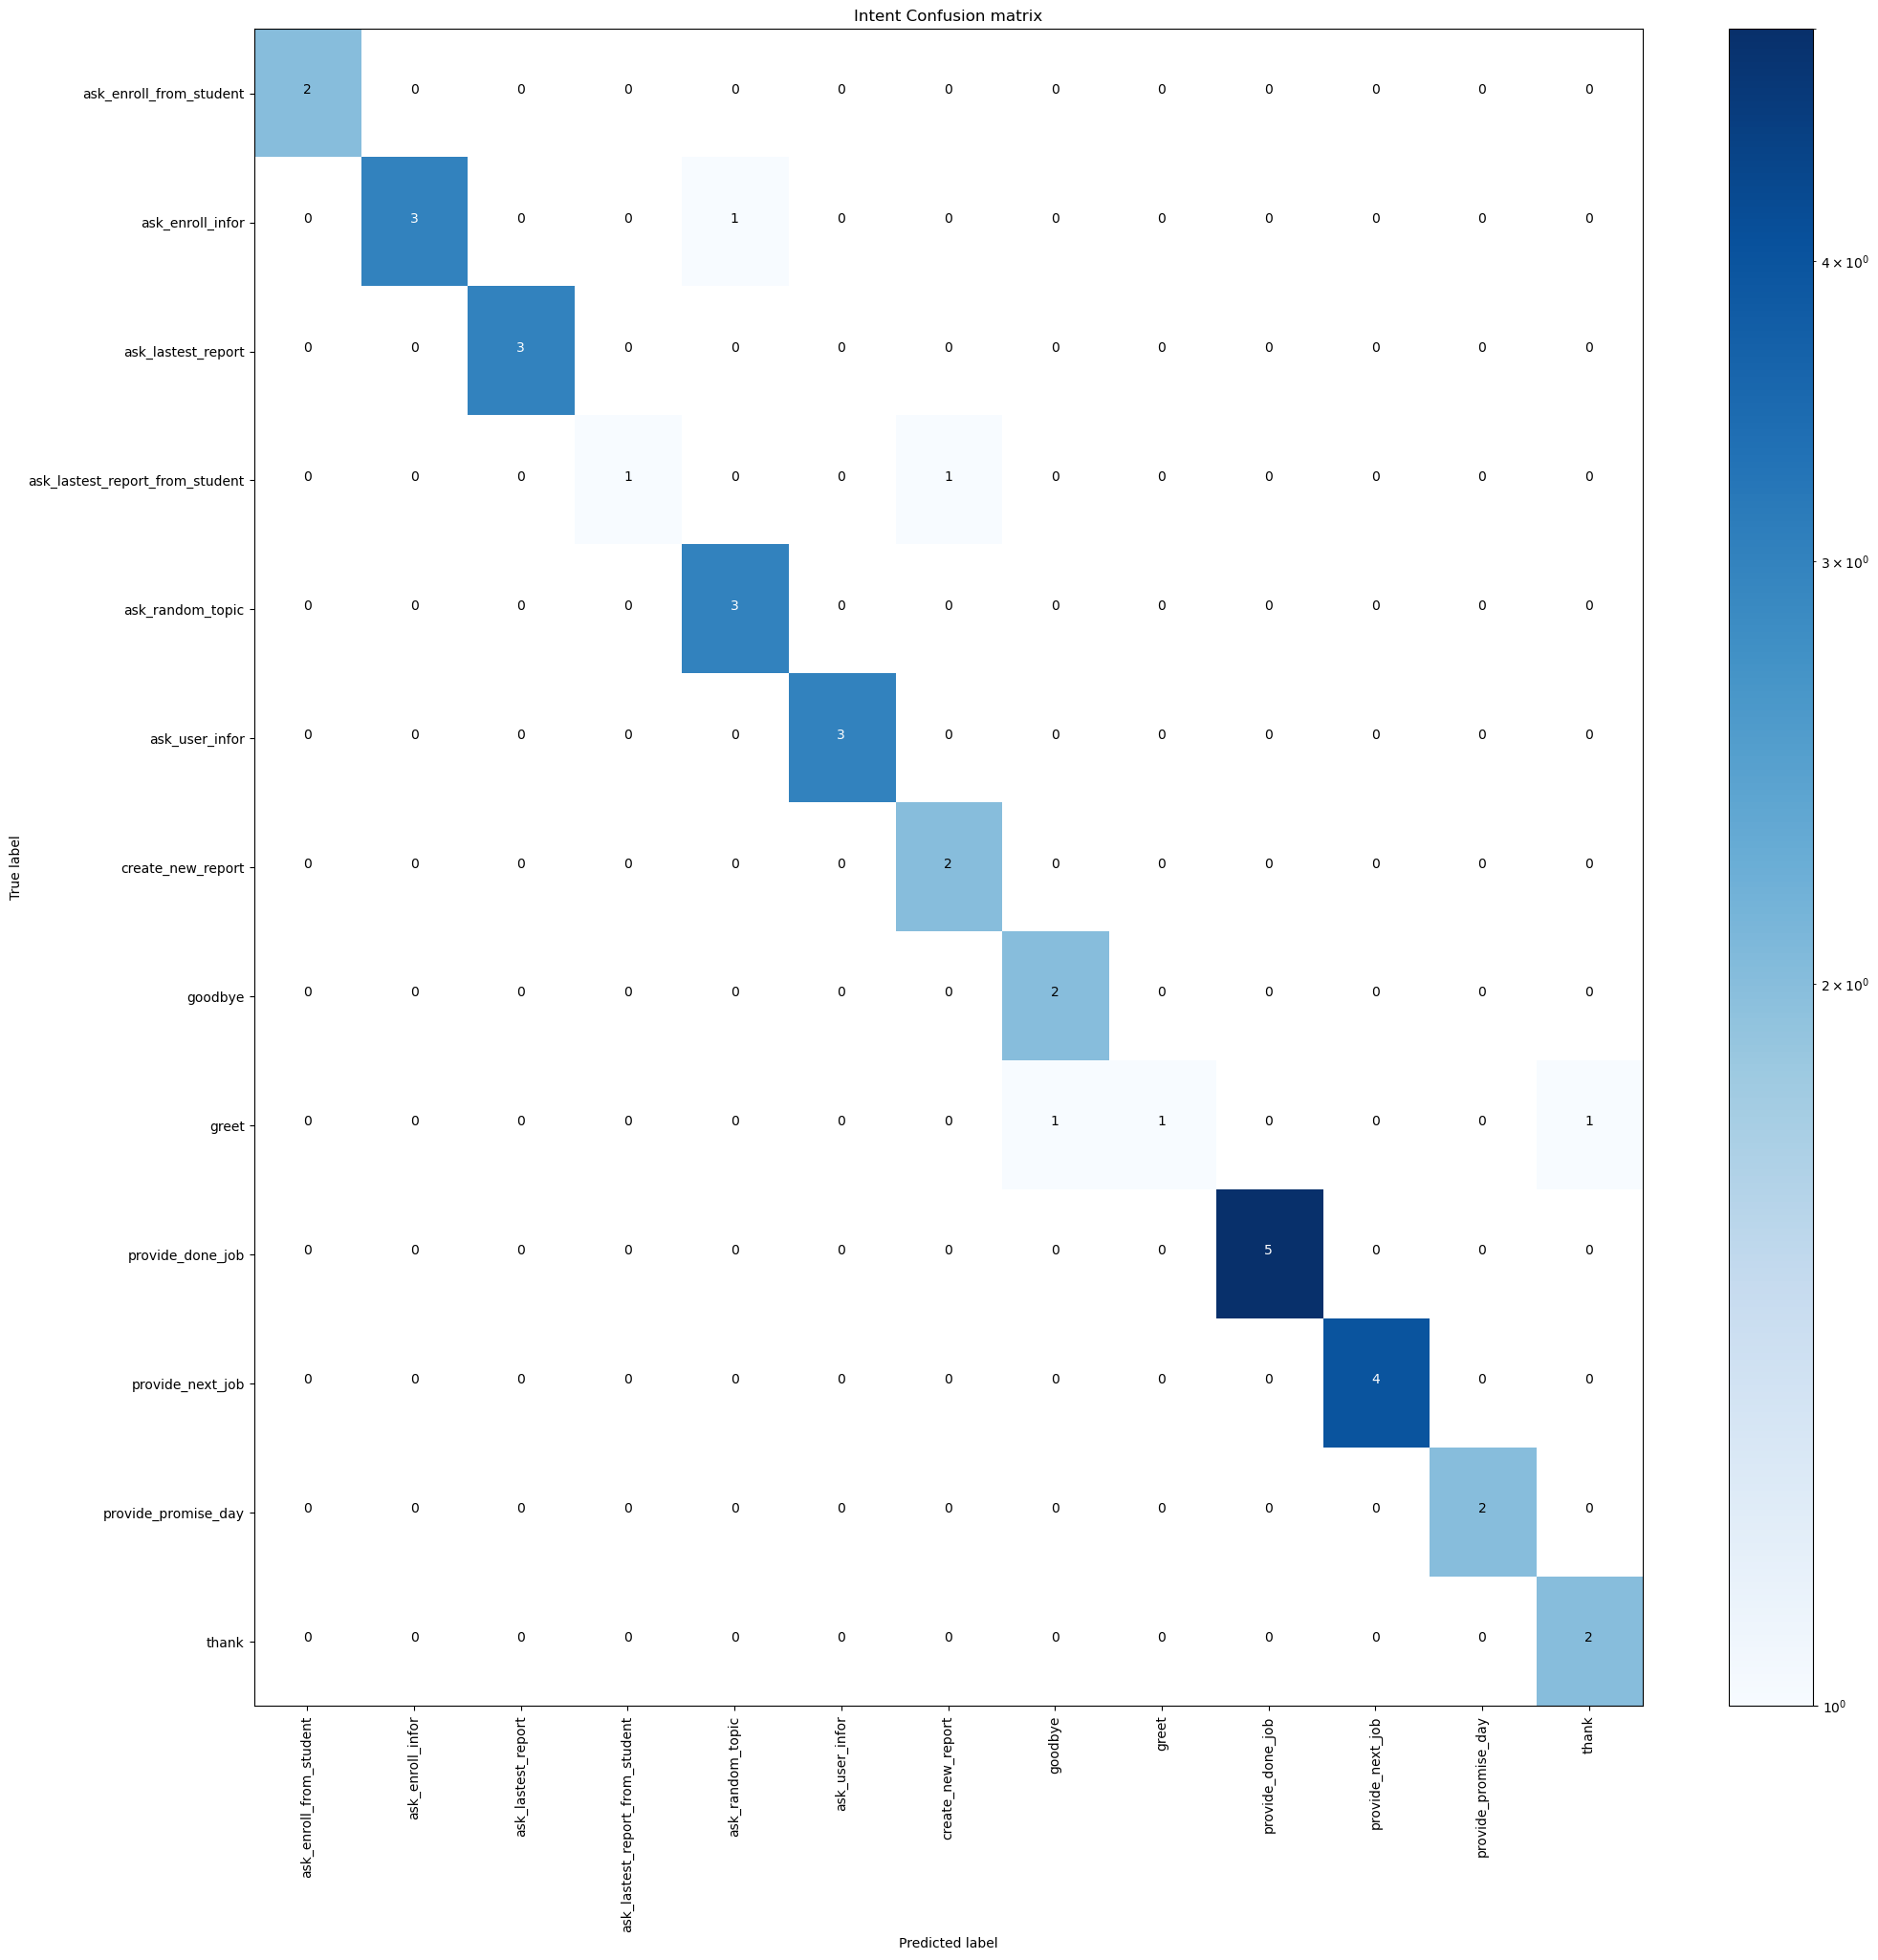 Intent Confusion matrix
True label
ask_enroll_from_student 2 0 0 0 0 0 0 0 0 0 0 0 0
ask_enroll_infor 0 3 0 0 1 0 0 0 0 0 0 0 0
ask_lastest_report 0 0 3 0 0 0 0 0 0 0 0 0 0
ask_lastest_report_from_student 0 0 0 1 0 0 1 0 0 0 0 0 0
ask_random_topic 0 0 0 0 3 0 0 0 0 0 0 0 0
ask_user_infor 0 0 0 0 0 3 0 0 0 0 0 0 0
create_new_report 0 0 0 0 0 0 2 0 0 0 0 0 0
goodbye 0 0 0 0 0 0 0 2 0 0 0 0 0
greet 0 0 0 0 0 0 0 1 1 0 0 0 1
provide_done_job 0 0 0 0 0 0 0 0 0 5 0 0 0
provide_next_job 0 0 0 0 0 0 0 0 0 0 4 0 0
provide_promise_day 0 0 0 0 0 0 0 0 0 0 0 2 0
thank 0 0 0 0 0 0 0 0 0 0 0 0 2
ask_enroll_from_student
ask_enroll_infor
ask_lastest_report
ask_lastest_report_from_student
ask_random_topic
ask_user_infor
create_new_report
goodbye
greet
provide_done_job
provide_next_job
provide_promise_day
thank
Predicted label
4 × 10⁰
3 × 10⁰
2 × 10⁰
10⁰